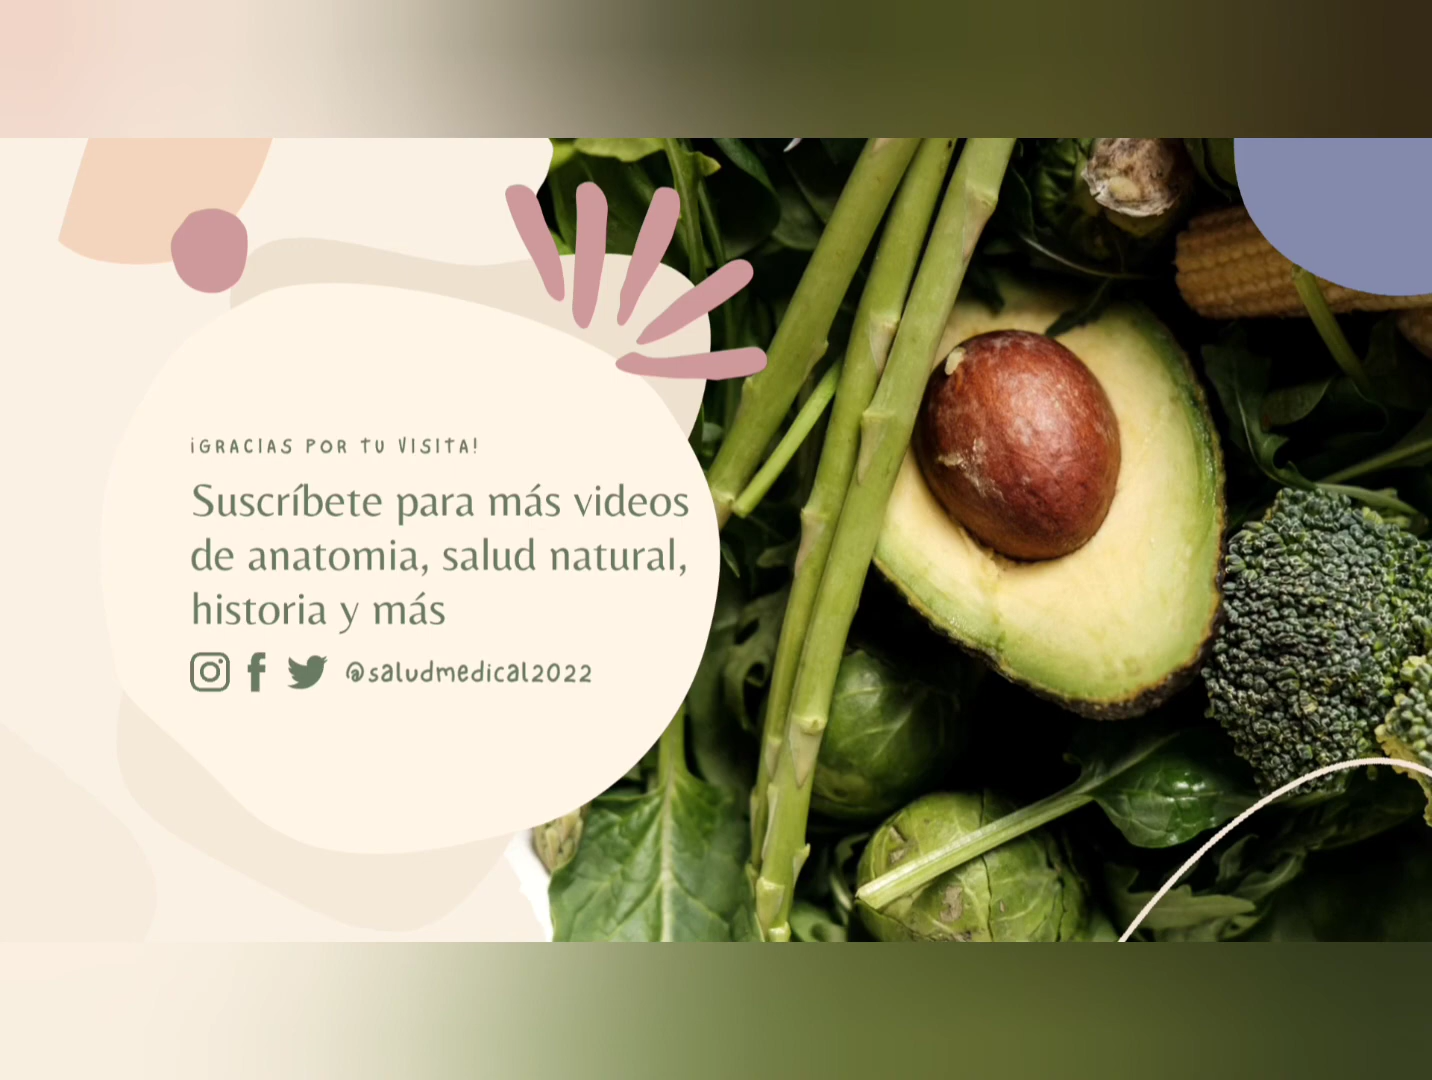 ¡GRACIAS POR TU VISITA!
Suscríbete para más videos
de anatomia, salud natural,
historia y más
@saludmedical2022